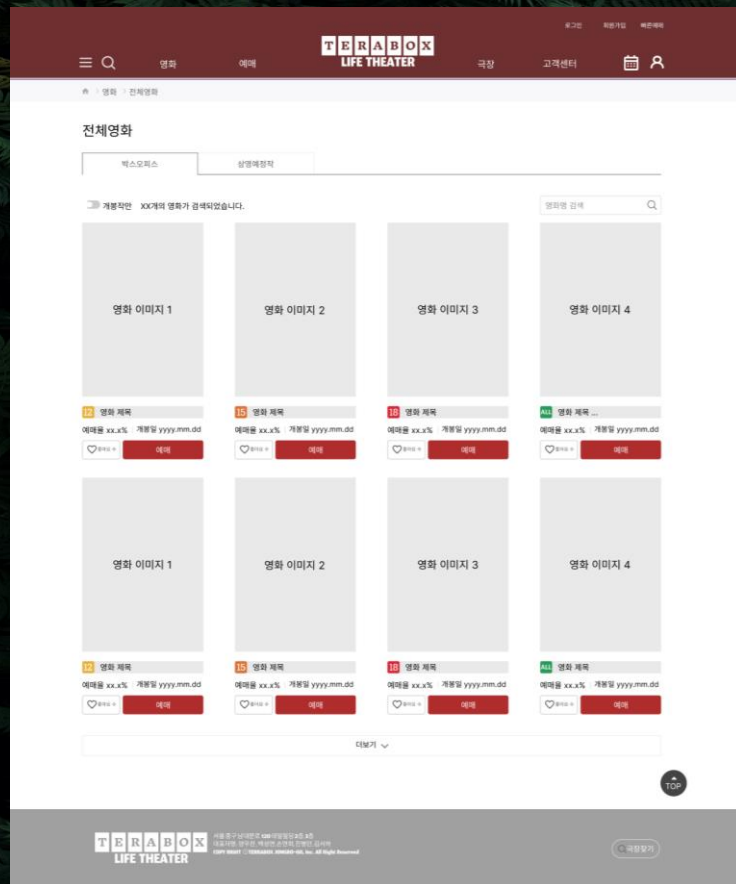 로그인 회원가입 빠른예매
TERABOX
LIFE THEATER
영화 예매 극장 고객센터
영화 > 전체영화
전체영화
박스오피스 상영예정작
개봉작만 XX개의 영화가 검색되었습니다. 영화명 검색
영화 이미지 1 영화 이미지 2 영화 이미지 3 영화 이미지 4
12 영화 제목 15 영화 제목 18 영화 제목 ALL 영화 제목 ...
예매율 xx.x% 개봉일 yyyy.mm.dd 예매율 xx.x% 개봉일 yyyy.mm.dd 예매율 xx.x% 개봉일 yyyy.mm.dd 예매율 xx.x% 개봉일 yyyy.mm.dd
예매 예매 예매 예매
영화 이미지 1 영화 이미지 2 영화 이미지 3 영화 이미지 4
12 영화 제목 15 영화 제목 18 영화 제목 ALL 영화 제목
예매율 xx.x% 개봉일 yyyy.mm.dd 예매율 xx.x% 개봉일 yyyy.mm.dd 예매율 xx.x% 개봉일 yyyy.mm.dd 예매율 xx.x% 개봉일 yyyy.mm.dd
예매 예매 예매 예매
더보기
TOP
TERABOX
LIFE THEATER
COPY RIGHT ⓒ TERABOX JONGRO-GU, Inc. All Right Reserved
극장찾기